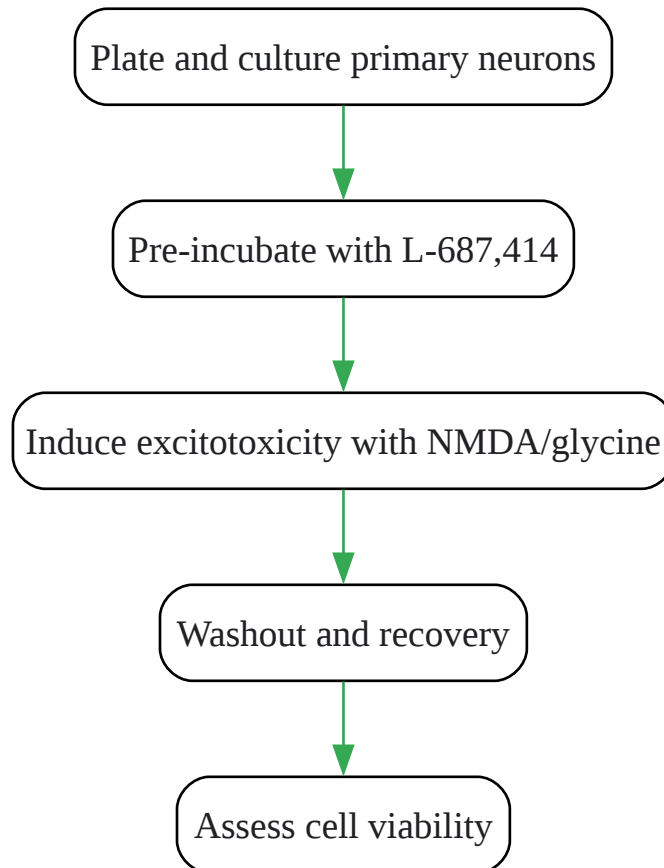 Plate and culture primary neurons
Pre-incubate with L-687,414
Induce excitotoxicity with NMDA/glycine
Washout and recovery
Assess cell viability